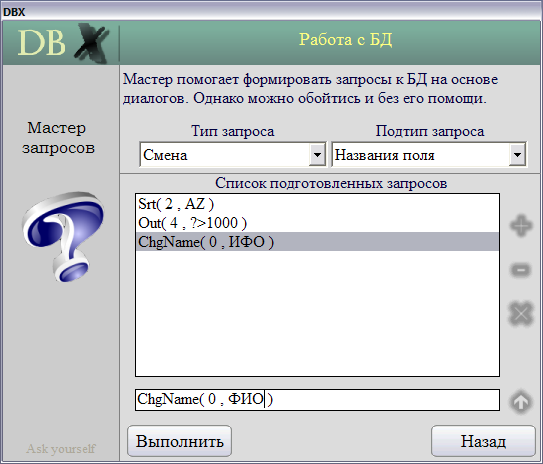 DBX
DB X
Работа с БД
Мастер помогает формировать запросы к БД на основе
диалогов. Однако можно обойтись и без его помощи.
Мастер
запросов
Тип запроса
Подтип запроса
Смена
Названия поля
Список подготовленных запросов
Srt( 2 , AZ )
Out( 4 , ?>1000 )
ChgName( 0 , ИФО )
ChgName( 0 , ФИО )
Ask yourself
Выполнить
Назад